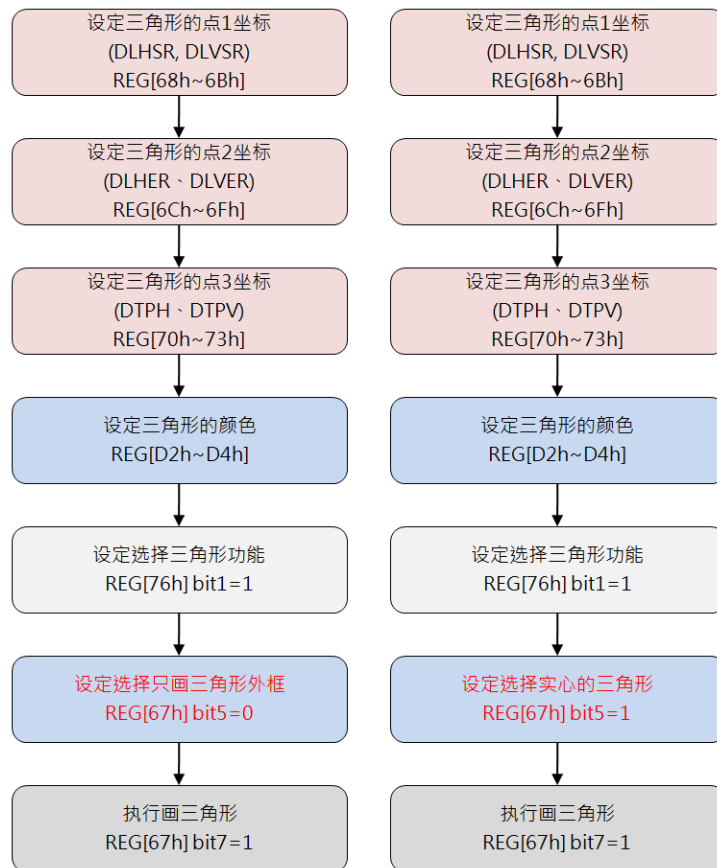 设定三角形的点1坐标
(DLHSR, DLVSR)
REG[68h~6Bh]
设定三角形的点2坐标
(DLHER、DLVER)
REG[6Ch~6Fh]
设定三角形的点3坐标
(DTPH、DTPV)
REG[70h~73h]
设定三角形的颜色
REG[D2h~D4h]
设定选择三角形功能
REG[76h] bit1=1
设定选择只画三角形外框
REG[67h] bit5=0
执行画三角形
REG[67h] bit7=1
设定三角形的点1坐标
(DLHSR, DLVSR)
REG[68h~6Bh]
设定三角形的点2坐标
(DLHER、DLVER)
REG[6Ch~6Fh]
设定三角形的点3坐标
(DTPH、DTPV)
REG[70h~73h]
设定三角形的颜色
REG[D2h~D4h]
设定选择三角形功能
REG[76h] bit1=1
设定选择实心的三角形
REG[67h] bit5=1
执行画三角形
REG[67h] bit7=1